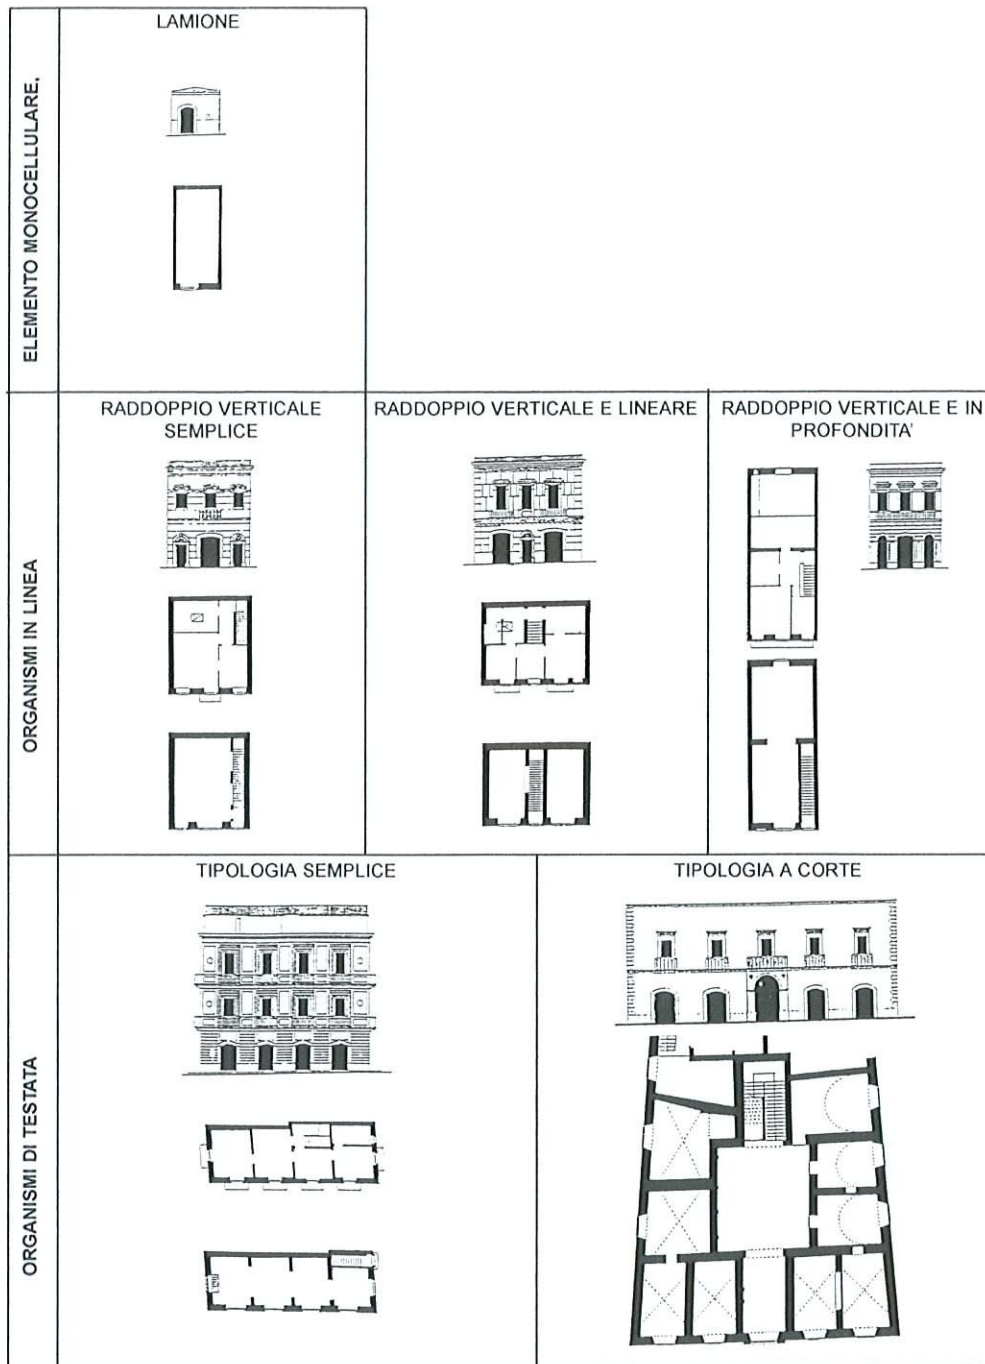 ELEMENTO MONOCELLULARE.
LAMIONE
ORGANISMI IN LINEA
RADDOPPIO VERTICALE
SEMPLICE
RADDOPPIO VERTICALE E LINEARE
RADDOPPIO VERTICALE E IN
PROFONDITA'
ORGANISMI DI TESTATA
TIPOLOGIA SEMPLICE
TIPOLOGIA A CORTE